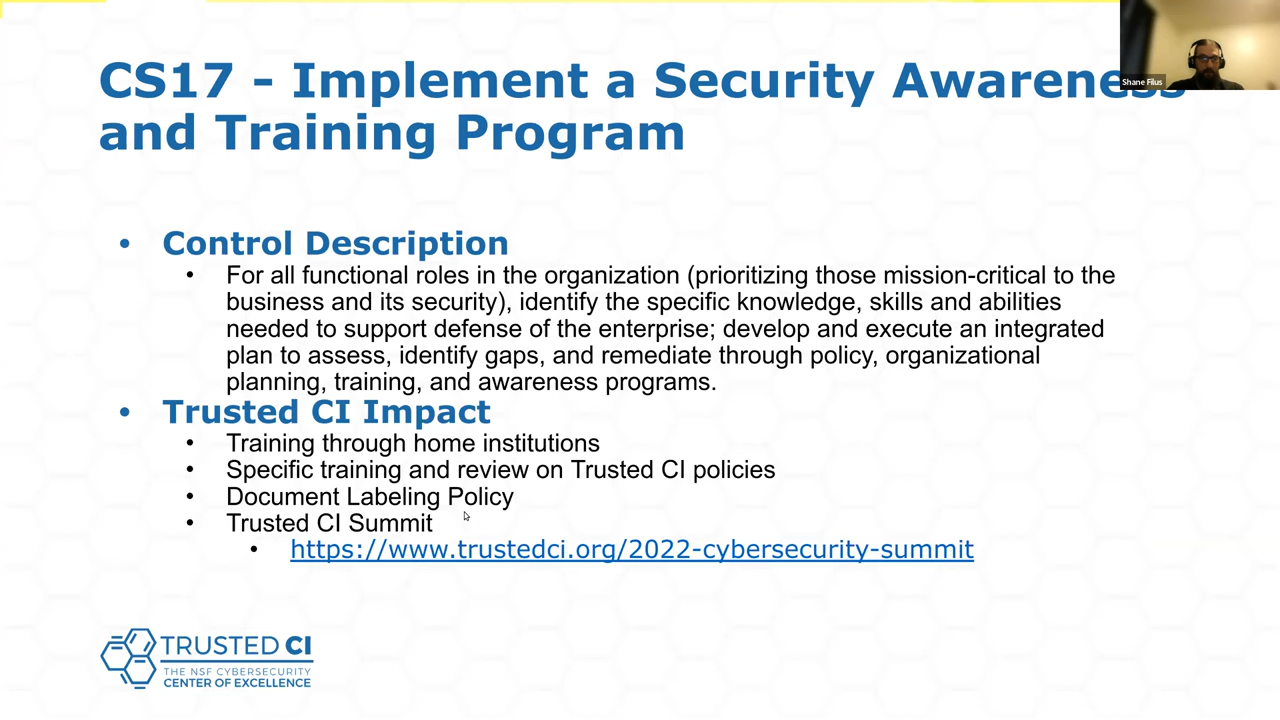 CS17 - Implement a Security Awareness
and Training Program
Shane Filus
• Control Description
• For all functional roles in the organization (prioritizing those mission-critical to the
business and its security), identify the specific knowledge, skills and abilities
needed to support defense of the enterprise; develop and execute an integrated
plan to assess, identify gaps, and remediate through policy, organizational
planning, training, and awareness programs.
• Trusted CI Impact
• Training through home institutions
• Specific training and review on Trusted CI policies
• Document Labeling Policy
• Trusted CI Summit
• https://www.trustedci.org/2022-cybersecurity-summit
TRUSTED CI
THE NSF CYBERSECURITY
CENTER OF EXCELLENCE